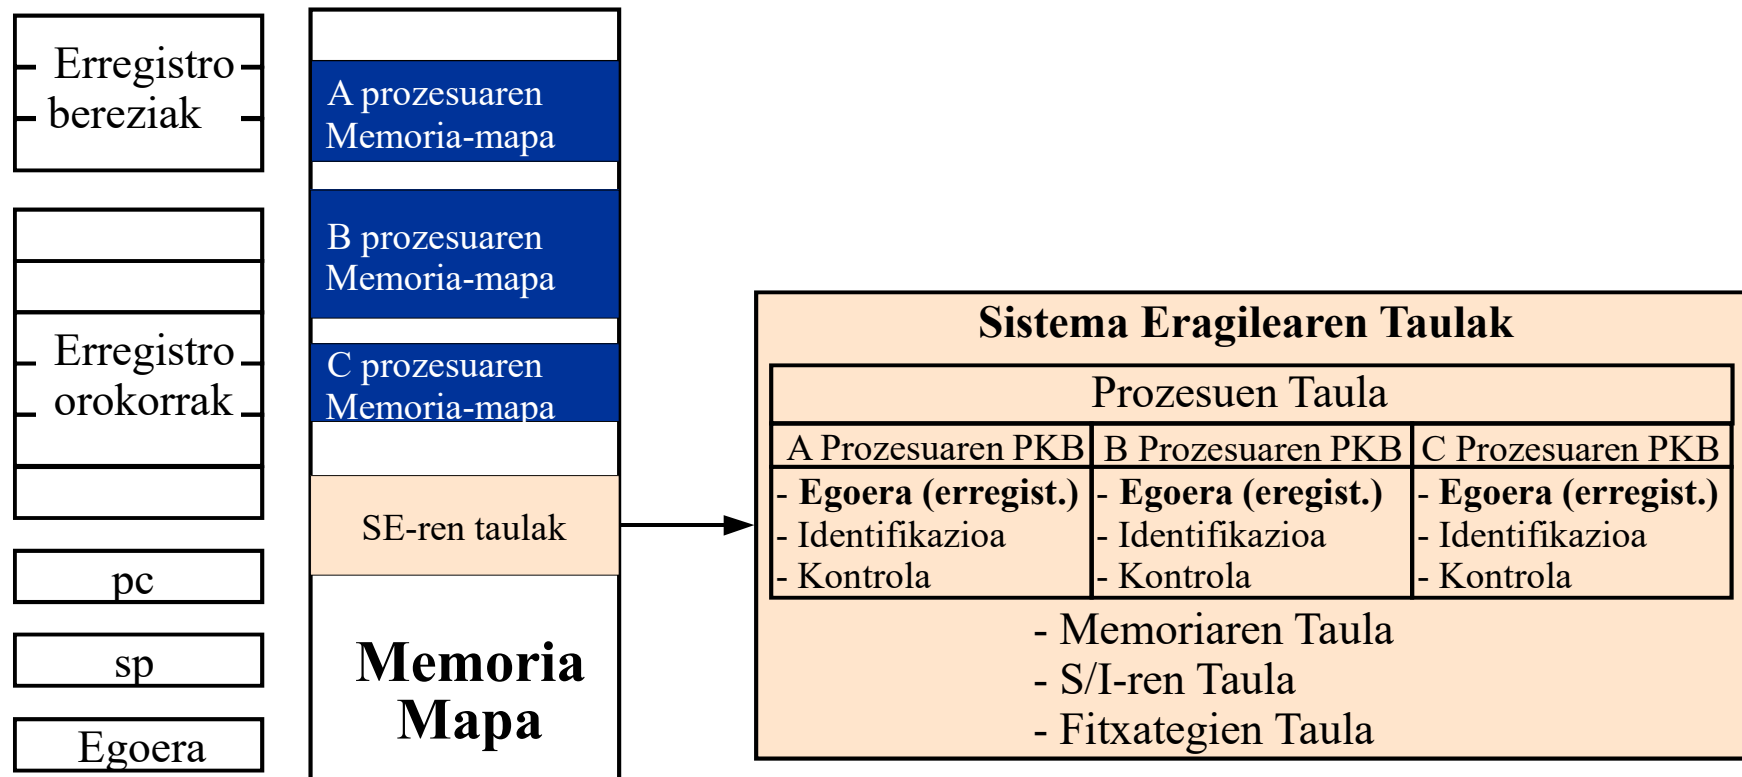 Erregistro
bereziak
Erregistro
orokorrak
pc
sp
Egoera
A prozesuaren
Memoria-mapa
B prozesuaren
Memoria-mapa
C prozesuaren
Memoria-mapa
SE-ren taulak
Memoria
Mapa
Sistema Eragilearen Taulak
Prozesuen Taula
A Prozesuaren PKB
- Egoera (erregist.)
- Identifikazioa
- Kontrola
B Prozesuaren PKB
- Egoera (eregist.)
- Identifikazioa
- Kontrola
C Prozesuaren PKB
- Egoera (erregist.)
- Identifikazioa
- Kontrola
- Memoriaren Taula
- S/I-ren Taula
- Fitxategien Taula